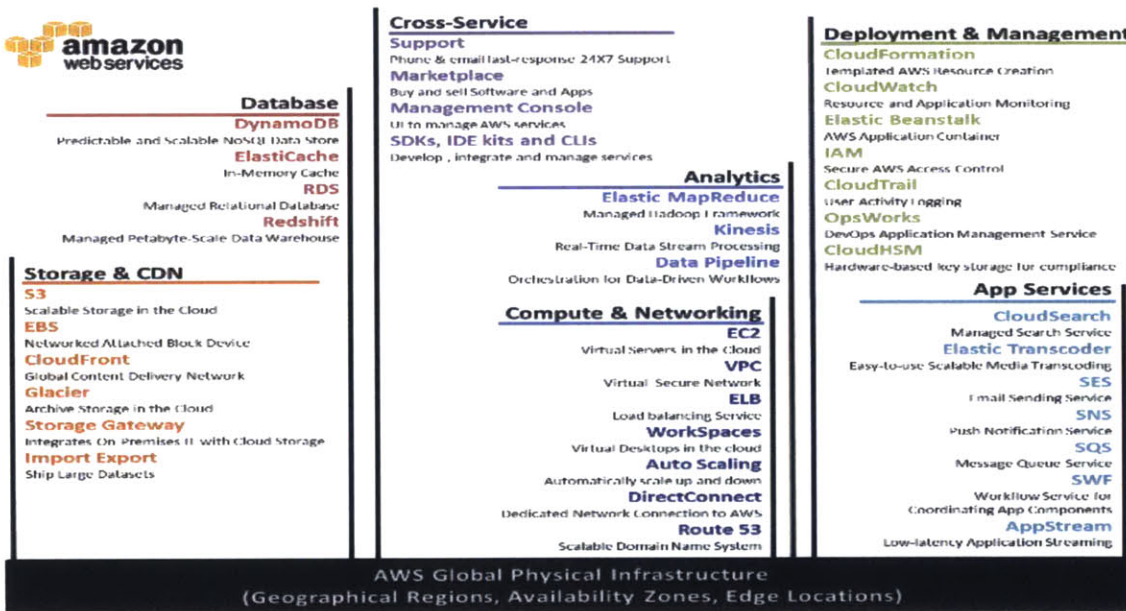 amazon
webservices
Database
DynamoDB
Predictable and Scalable NoSQL Data Store
ElastiCache
In-Memory Cache
RDS
Managed Relational Database
Redshift
Managed Petabyte-Scale Data Warehouse
Storage & CDN
S3
Scalable Storage in the Cloud
EBS
Networked Attached Block Device
CloudFront
Global Content Delivery Network
Glacier
Archive Storage in the Cloud
Storage Gateway
Integrates On-Premises IT with Cloud Storage
Import Export
Ship Large Datasets
Cross-Service
Support
Phone & email fast-response 24X7 Support
Marketplace
Buy and sell Software and Apps
Management Console
UI to manage AWS services
SDKs, IDE kits and CLIs
Develop , integrate and manage services
Analytics
Elastic MapReduce
Managed Hadoop Framework
Kinesis
Real-Time Data Stream Processing
Data Pipeline
Orchestration for Data-Driven Workflows
Compute & Networking
EC2
Virtual Servers in the Cloud
VPC
Virtual Secure Network
ELB
Load balancing Service
WorkSpaces
Virtual Desktops in the cloud
Auto Scaling
Automatically scale up and down
DirectConnect
Dedicated Network Connection to AWS
Route 53
Scalable Domain Name System
Deployment & Management
CloudFormation
Templated AWS Resource Creation
CloudWatch
Resource and Application Monitoring
Elastic Beanstalk
AWS Application Container
IAM
Secure AWS Access Control
CloudTrail
User Activity Logging
OpsWorks
DevOps Application Management Service
CloudHSM
Hardware-based key storage for compliance
App Services
CloudSearch
Managed Search Service
Elastic Transcoder
Easy-to-use Scalable Media Transcoding
SES
Email Sending Service
SNS
Push Notification Service
SQS
Message Queue Service
SWF
Workflow Service for
Coordinating App Components
AppStream
Low-latency Application Streaming
AWS Global Physical Infrastructure
(Geographical Regions, Availability Zones, Edge Locations)